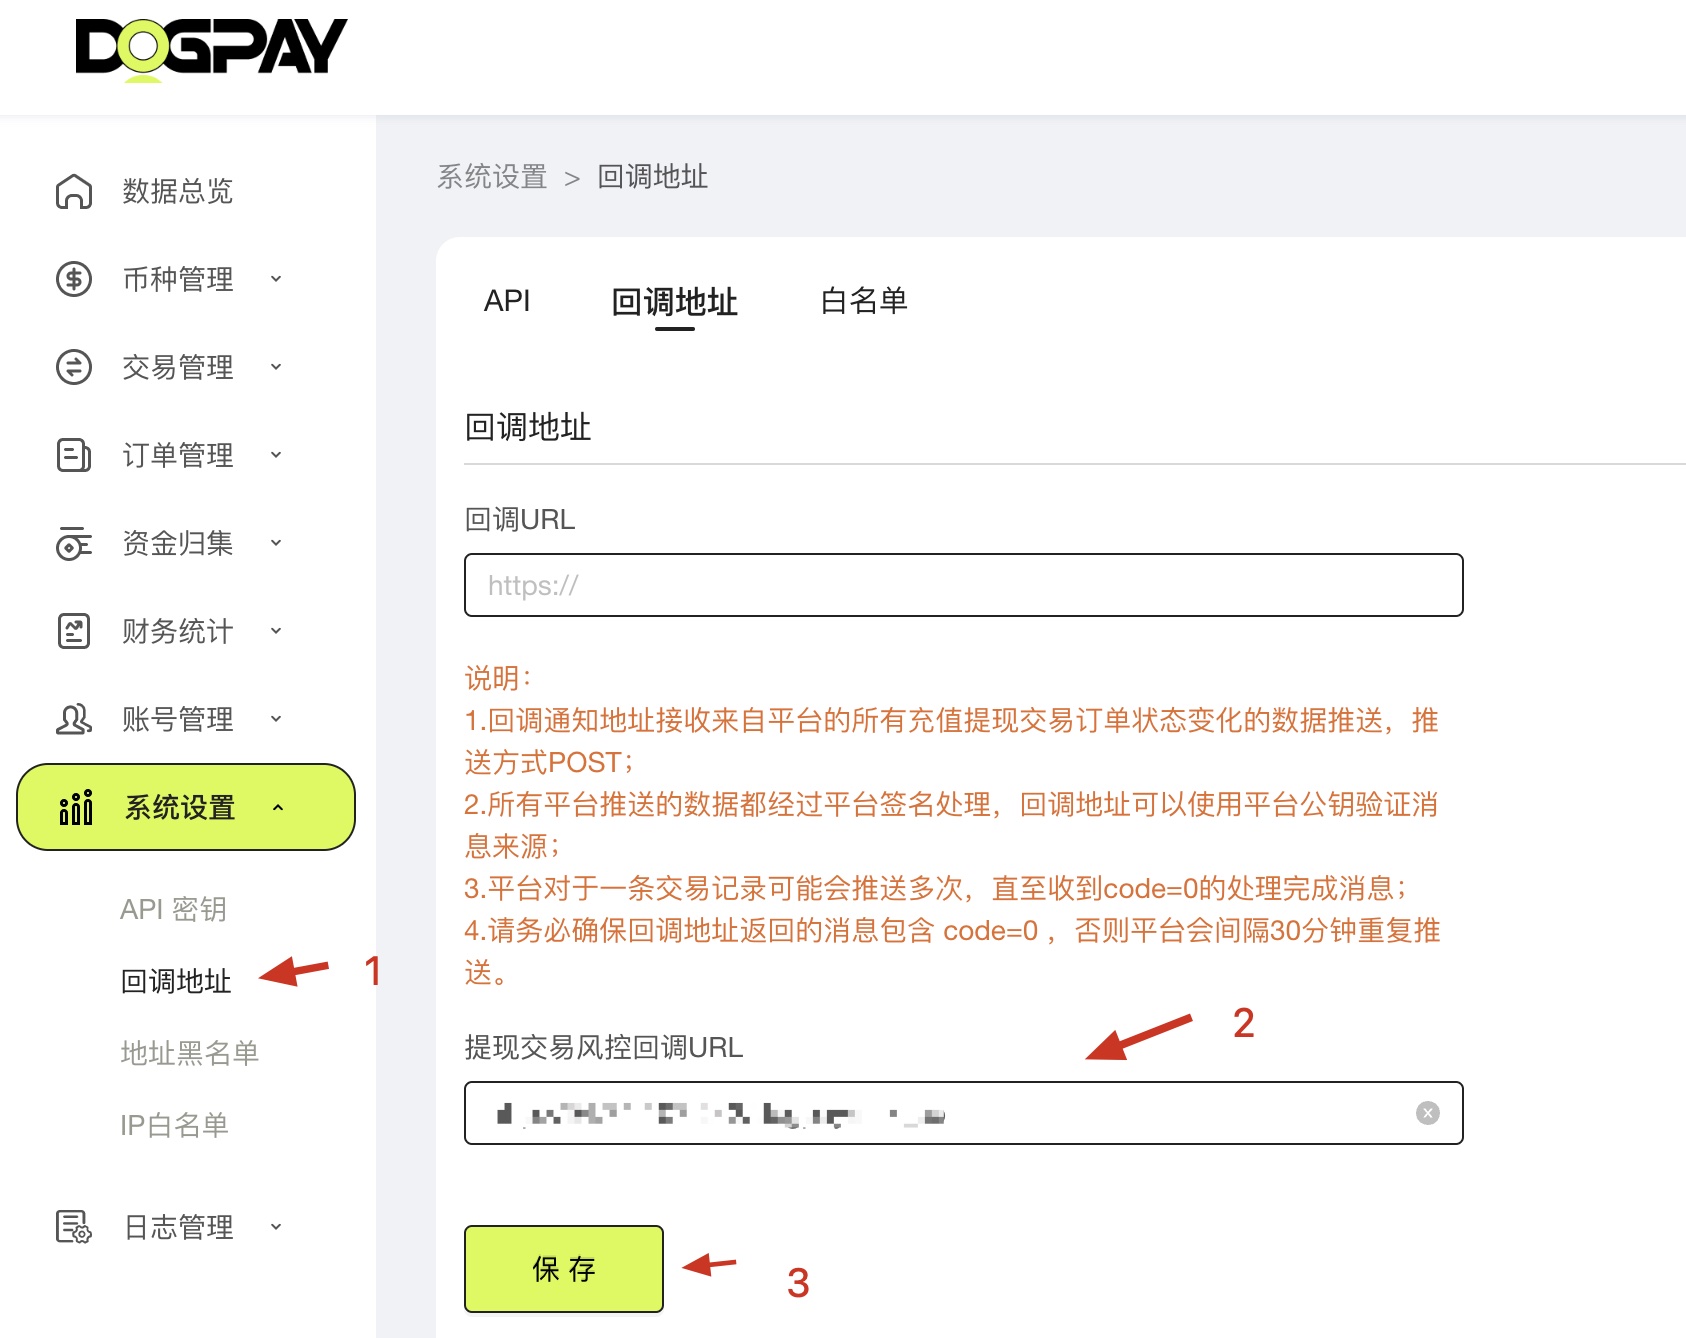 DOGPAY
数据总览
币种管理
交易管理
订单管理
资金归集
财务统计
账号管理
系统设置
API 密钥
回调地址
1
地址黑名单
IP白名单
日志管理
系统设置 > 回调地址
API 回调地址 白名单
回调地址
回调URL
https://
说明：
1.回调通知地址接收来自平台的所有充值提现交易订单状态变化的数据推送，推
送方式POST；
2.所有平台推送的数据都经过平台签名处理，回调地址可以使用平台公钥验证消
息来源；
3.平台对于一条交易记录可能会推送多次，直至收到code=0的处理完成消息；
4.请务必确保回调地址返回的消息包含 code=0 ，否则平台会间隔30分钟重复推
送。
2
提现交易风控回调URL
保 存
3